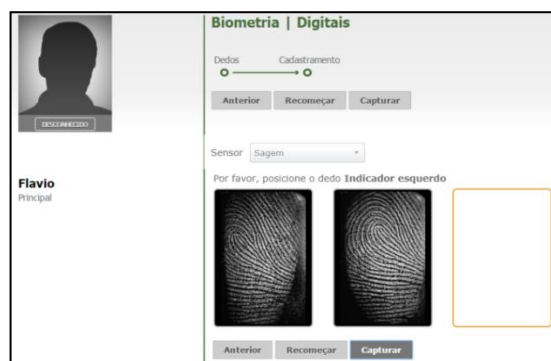 Biometria | Digitais
Dedos Cadastramento
Anterior Recomeçar Capturar
DESCONHECIDO
Sensor Sagem
Por favor, posicione o dedo Indicador esquerdo
Flavio
Principal
Anterior Recomeçar Capturar